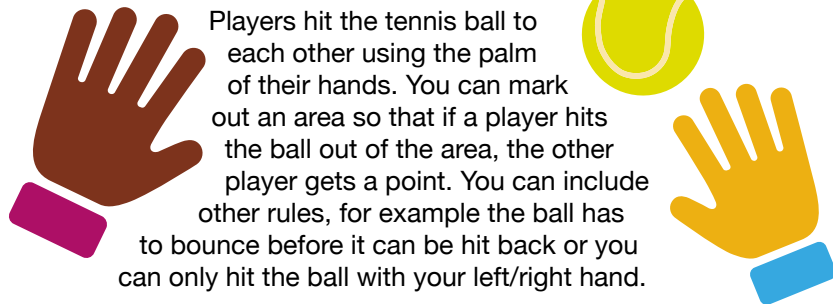 Players hit the tennis ball to
each other using the palm
of their hands. You can mark
out an area so that if a player hits
the ball out of the area, the other
player gets a point. You can include
other rules, for example the ball has
to bounce before it can be hit back or you
can only hit the ball with your left/right hand.